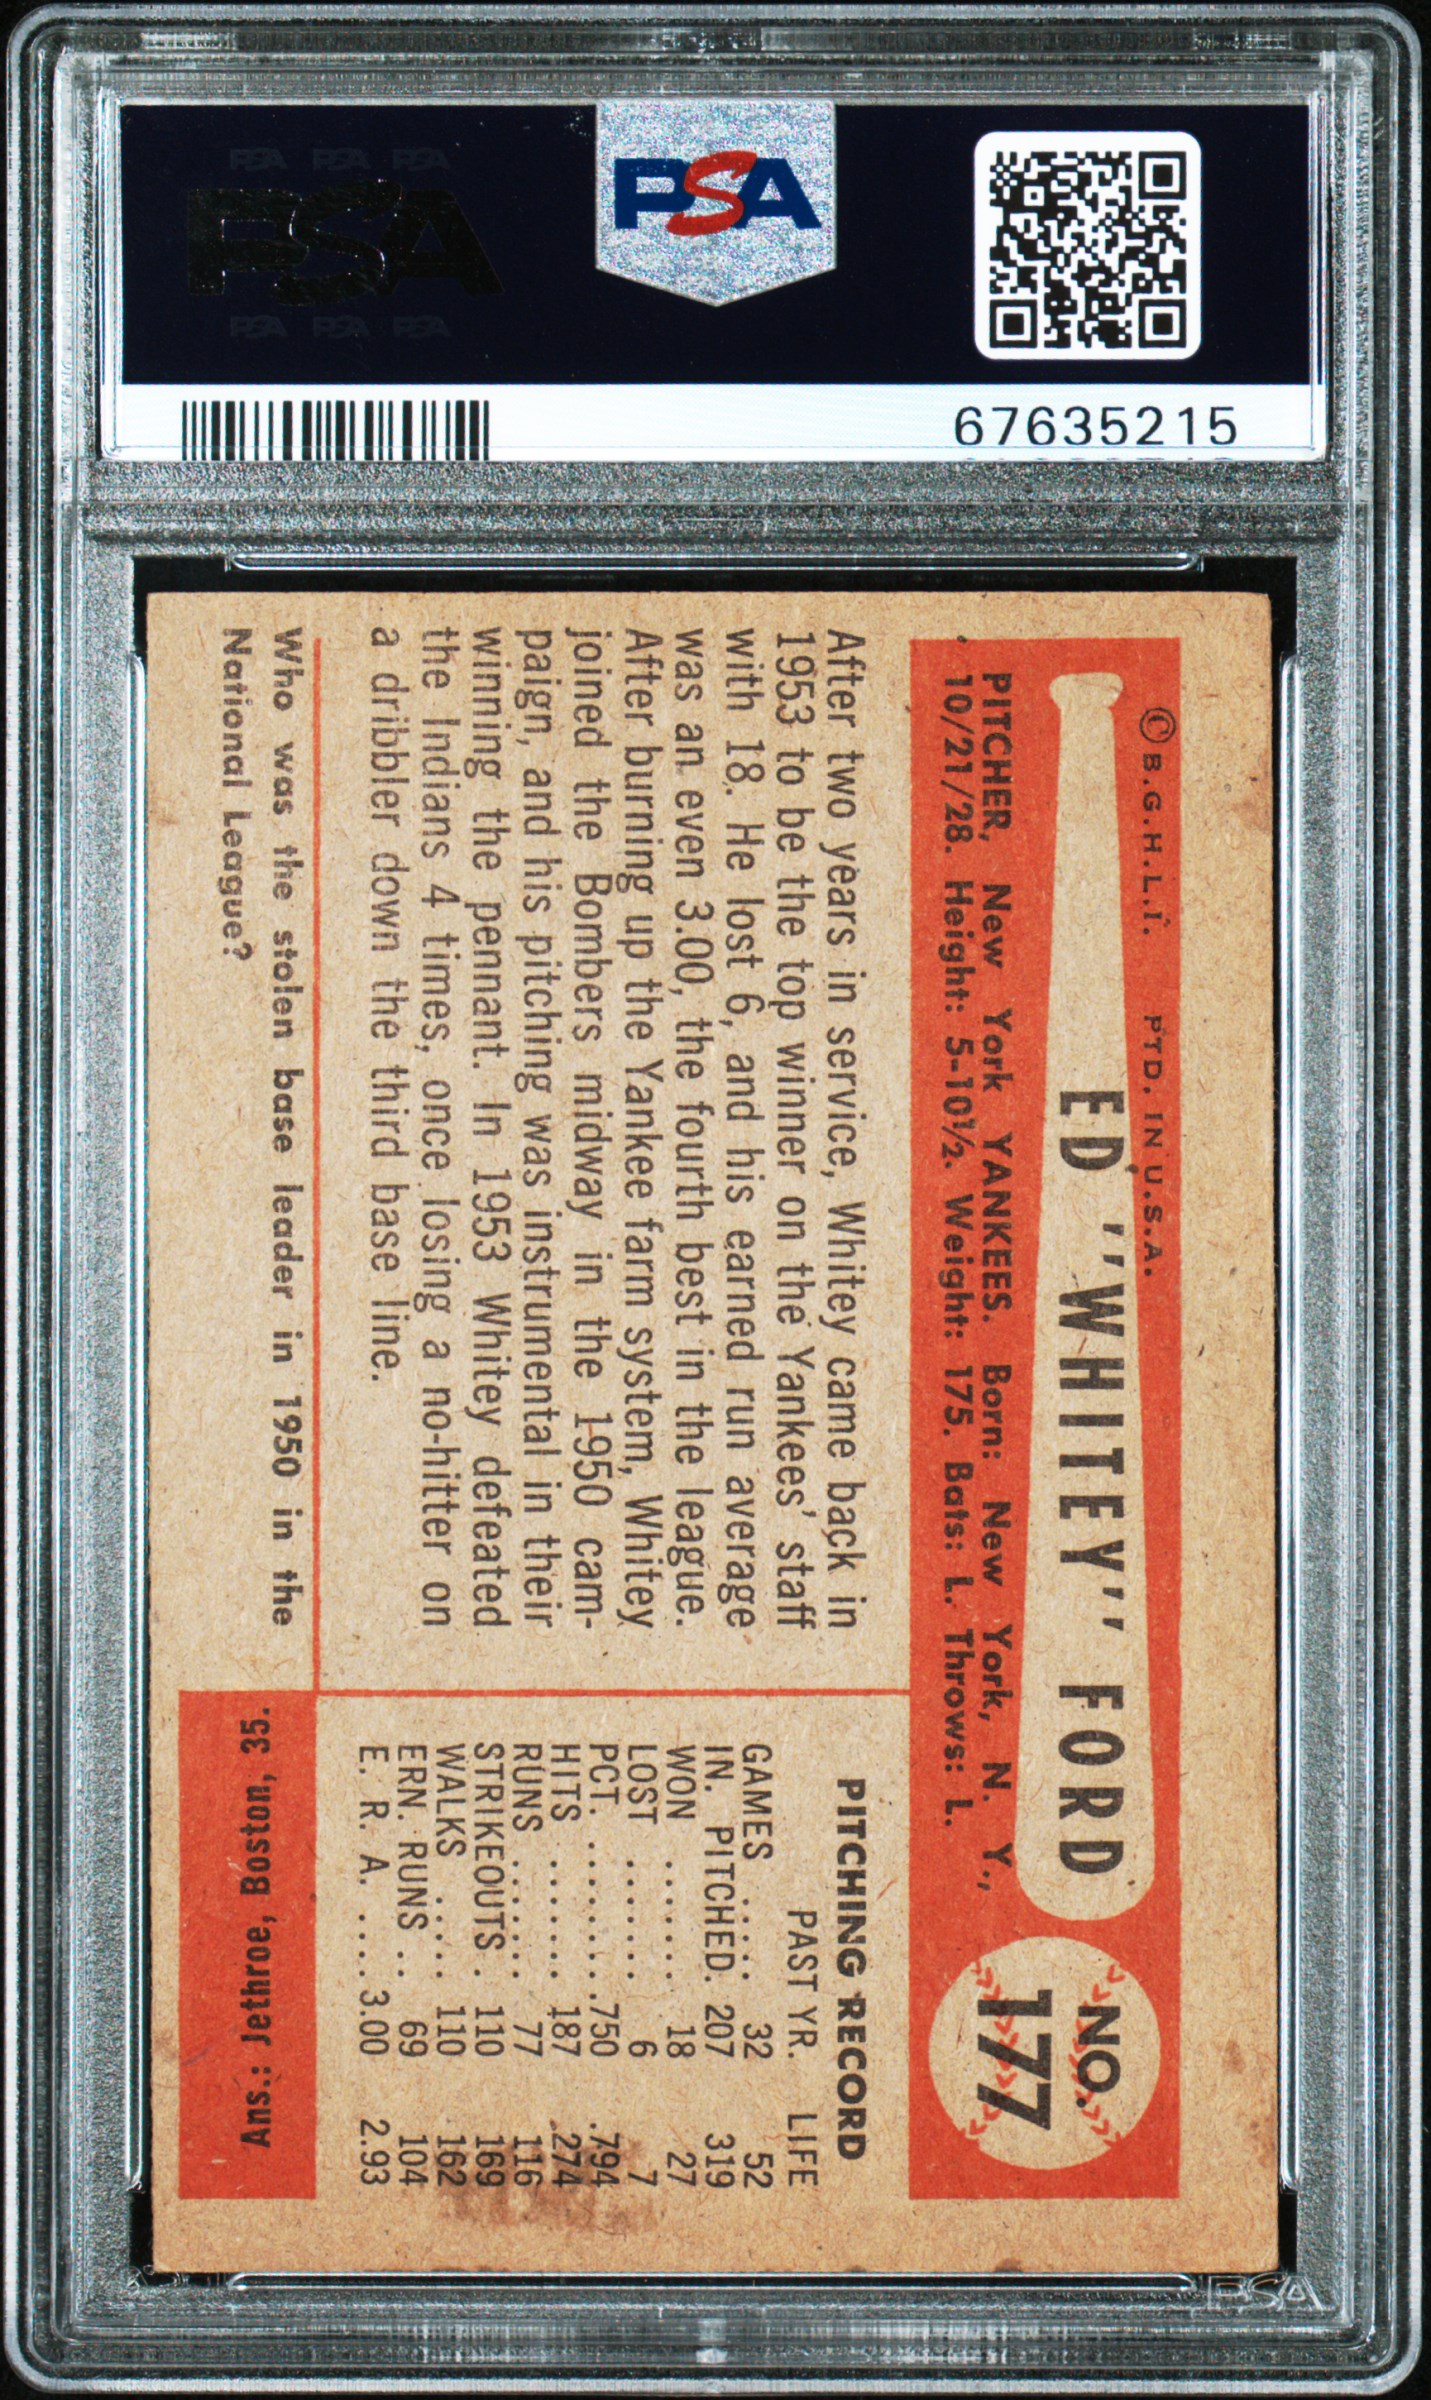 PSA PSA PSA
PSA
PSA PSA PSA
PSA
67635215
© B.G.H.L.I. PTD. IN U.S.A.
ED "WHITEY" FORD
NO.
177
PITCHER, New York YANKEES. Born: New York, N. Y.,
10/21/28. Height: 5-10½. Weight: 175. Bats: L. Throws: L.
After two years in service, Whitey came back in
1953 to be the top winner on the Yankees' staff
with 18. He lost 6, and his earned run average
was an even 3.00, the fourth best in the league.
After burning up the Yankee farm system, Whitey
joined the Bombers midway in the 1950 cam-
paign, and his pitching was instrumental in their
winning the pennant. In 1953 Whitey defeated
the Indians 4 times, once losing a no-hitter on
a dribbler down the third base line.
PITCHING RECORD
PAST YR. LIFE
GAMES ..... 32 52
IN. PITCHED. 207 319
WON ...... 18 27
LOST ...... 6 7
PCT. ........750 .794
HITS ...... 187 274
RUNS ...... 77 116
STRIKEOUTS . 110 169
WALKS .... 110 162
ERN. RUNS .. 69 104
E. R. A. .... 3.00 2.93
Who was the stolen base leader in 1950 in the
National League?
Ans.: Jethroe, Boston, 35.
PSA